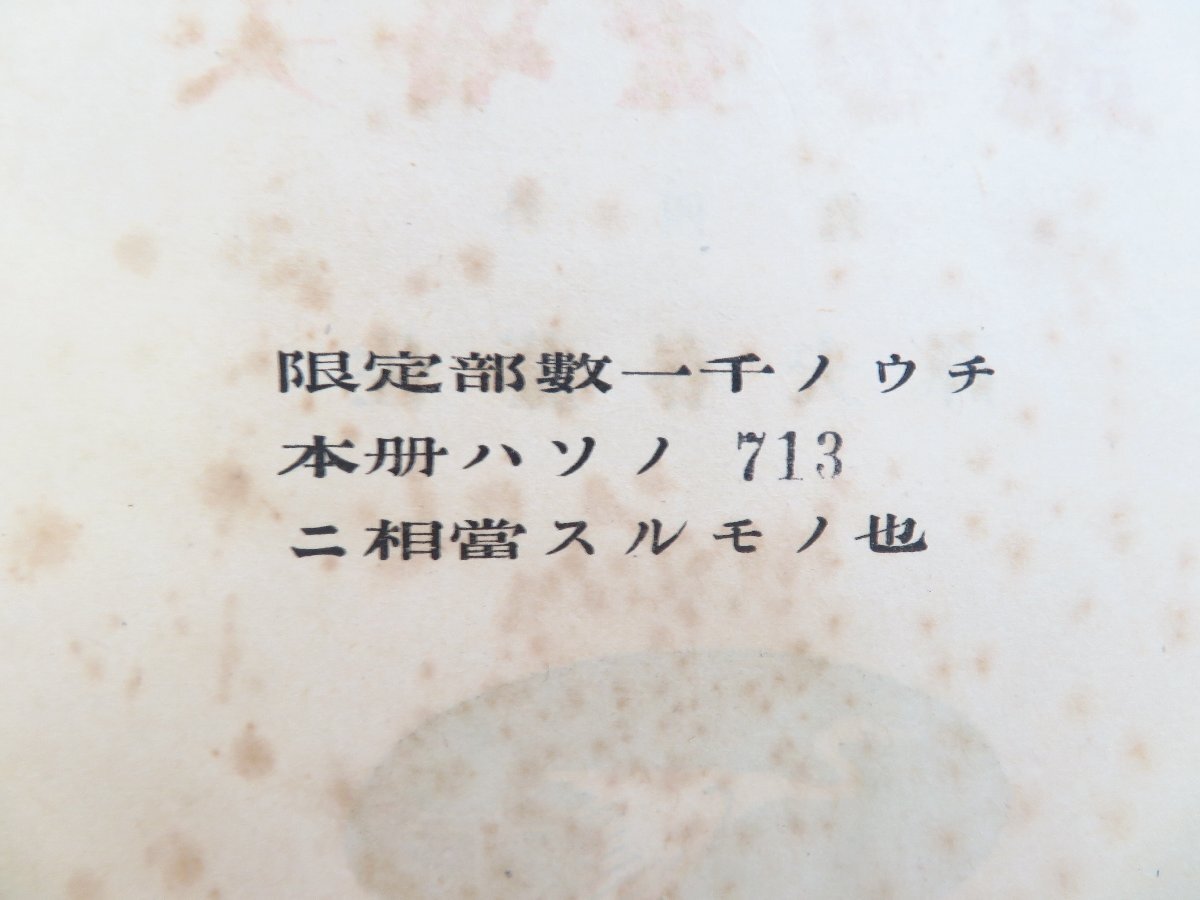 限定部數一千ノウチ
本册ハソノ 713
ニ相當スルモノ也